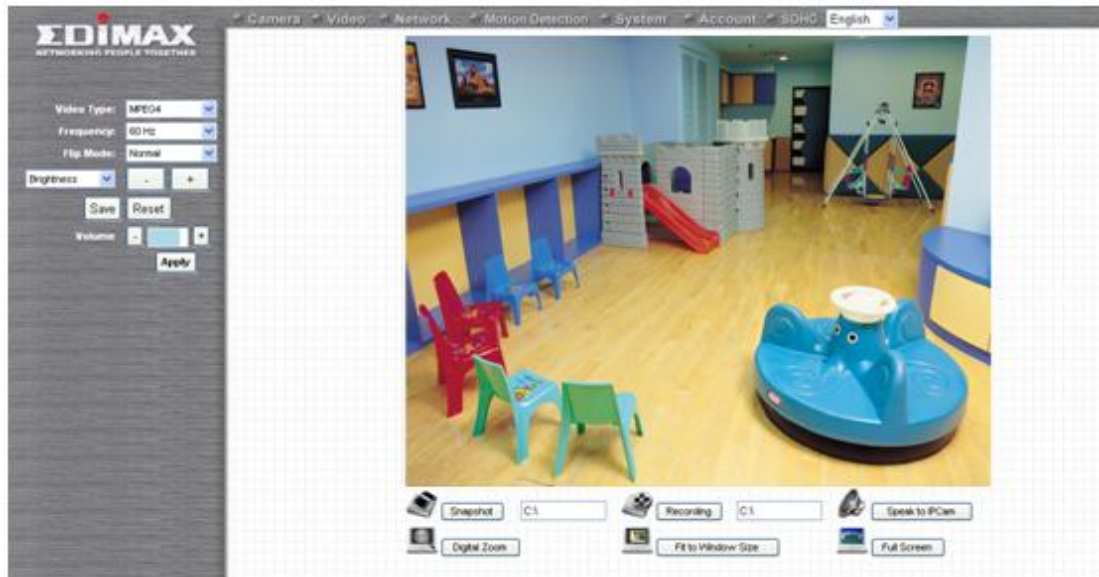 Camera Video Network Motion Detection System Account SDHC English
EDIMAX
NETWORKING PEOPLE TOGETHER
Video Type: MPEG4
Frequency: 60 Hz
Flip Mode: Normal
Brightness - +
Save Reset
Volume - +
Apply
Snapshot C:\ Recording C:\ Speak to IPCam
Digital Zoom Fit to Window Size Full Screen